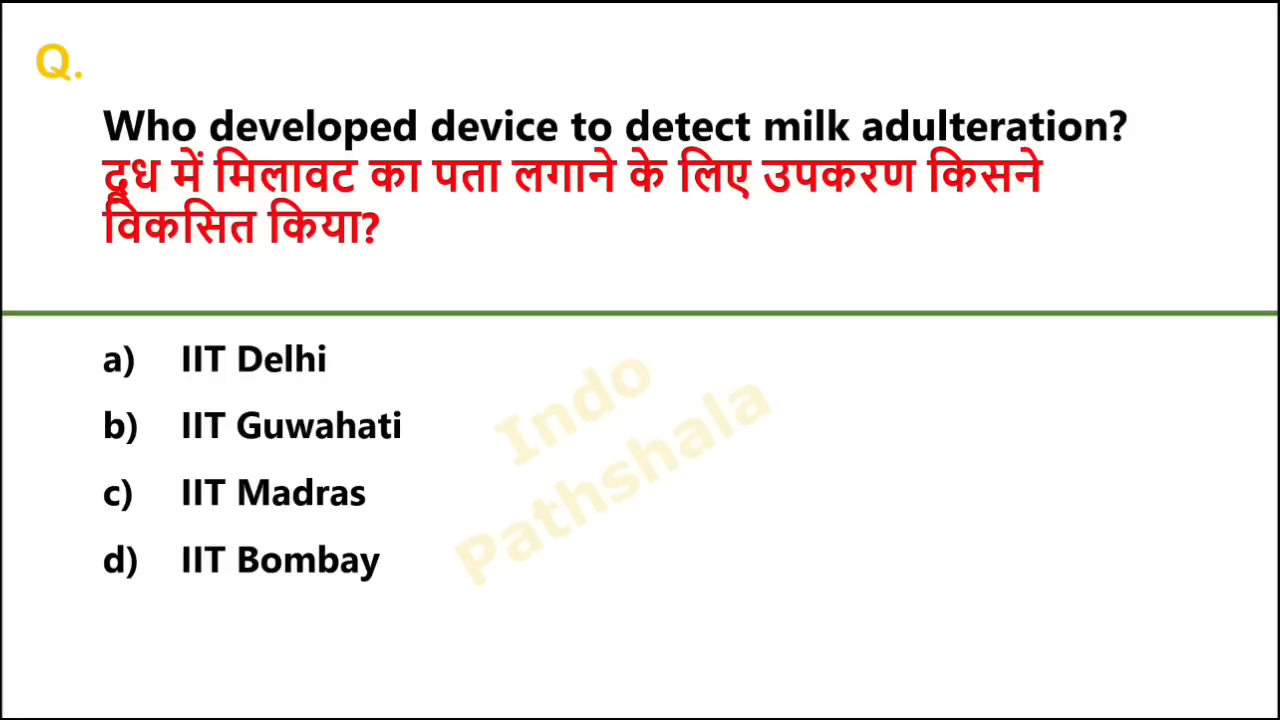 Q.
Who developed device to detect milk adulteration?
दूध में मिलावट का पता लगाने के लिए उपकरण किसने
विकसित किया?
a) IIT Delhi
b) IIT Guwahati
c) IIT Madras
d) IIT Bombay
Indo
Pathshala